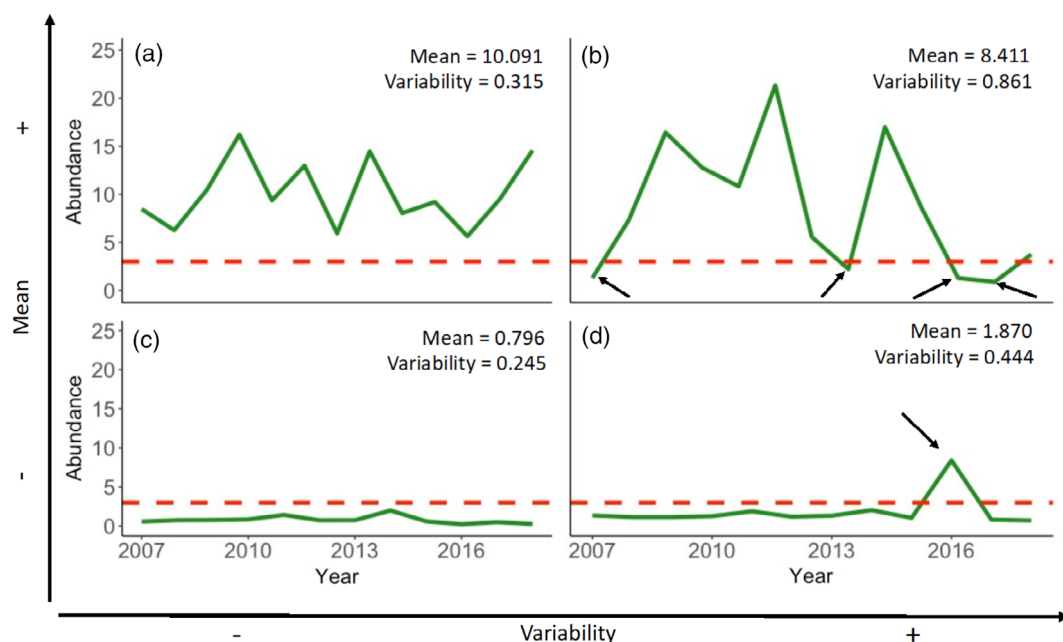 (a)
Mean = 10.091
Variability = 0.315
(b)
Mean = 8.411
Variability = 0.861
25
20
15
10
5
0
Abundance
+
Mean
-
(c)
Mean = 0.796
Variability = 0.245
(d)
Mean = 1.870
Variability = 0.444
25
20
15
10
5
0
Abundance
2007 2010 2013 2016
Year
2007 2010 2013 2016
Year
- Variability +